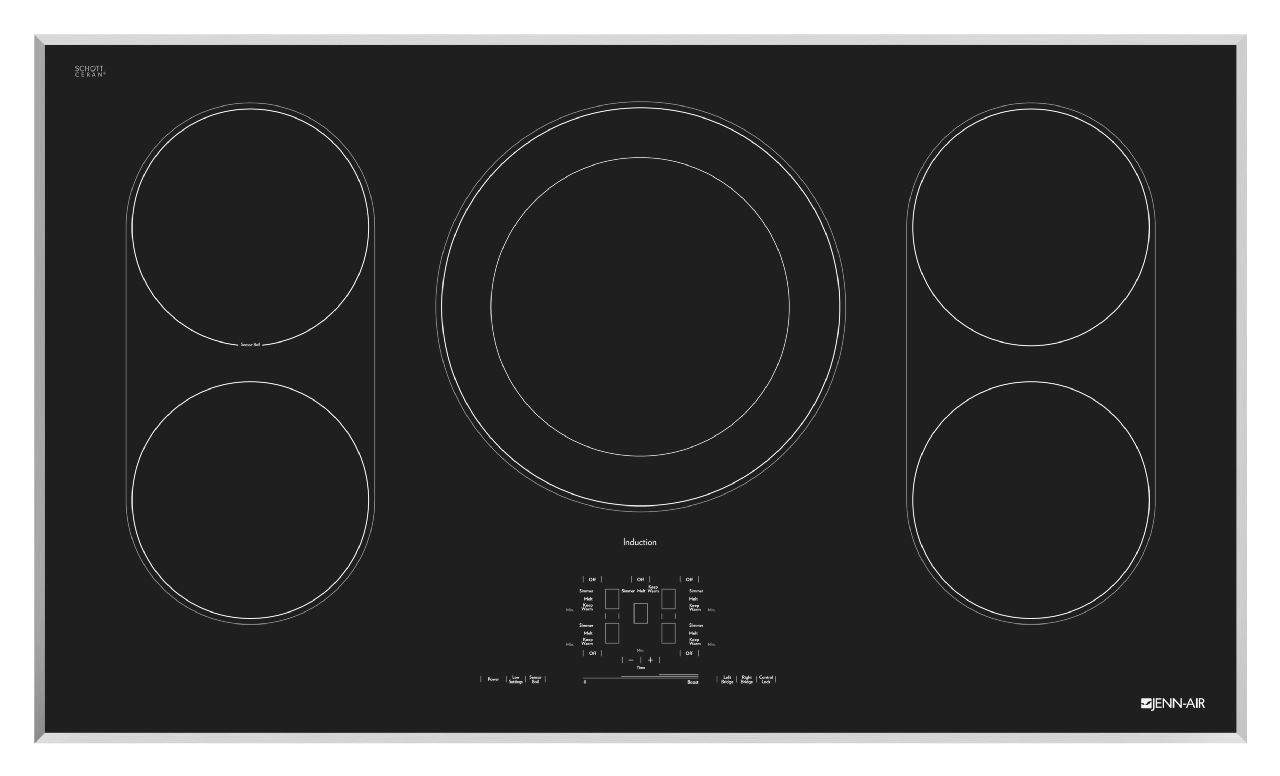 SCHOTT
CERAN®
Sensor Boil
Induction
Off Off Off
Simmer Simmer Melt Keep Warm Simmer
Melt Melt
Min. Keep Warm Keep Warm Min.
Simmer Simmer
Melt Melt
Min. Keep Warm Keep Warm Min.
Off Min. Off
− +
Timer
Power Low Settings Sensor Boil 0 Boost Left Bridge Right Bridge Control Lock
JENN-AIR